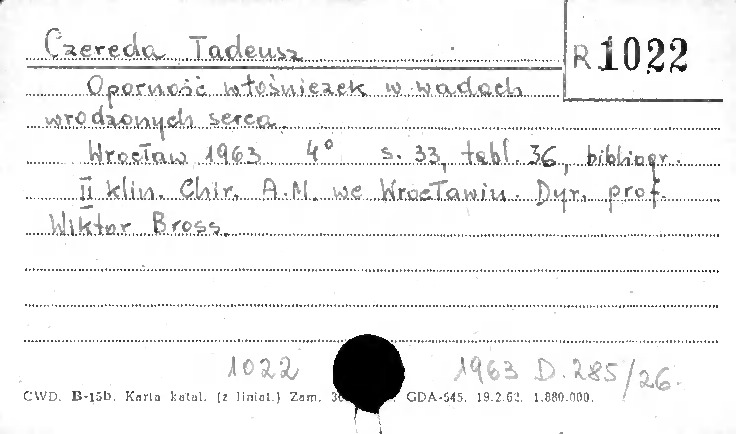 Czereda Tadeusz
R 1022
Oporność włośniczek w wadach
wrodzonych serca.
Wrocław 1963 4° s. 33, tabl. 36, bibliogr.
II klin. Chir. A.M. we Wrocławiu. Dyr. prof.
Wiktor Bross.
1022 1963 D. 285/26.
CWD. B-15b. Karta katal. (z liniat.) Zam. GDA-545. 19.2.62. 1.880.000.